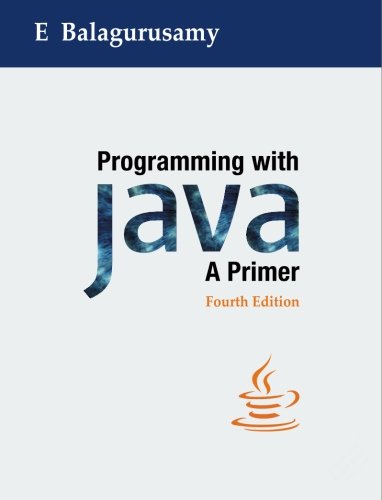 E Balagurusamy
Programming with
java
A Primer
Fourth Edition